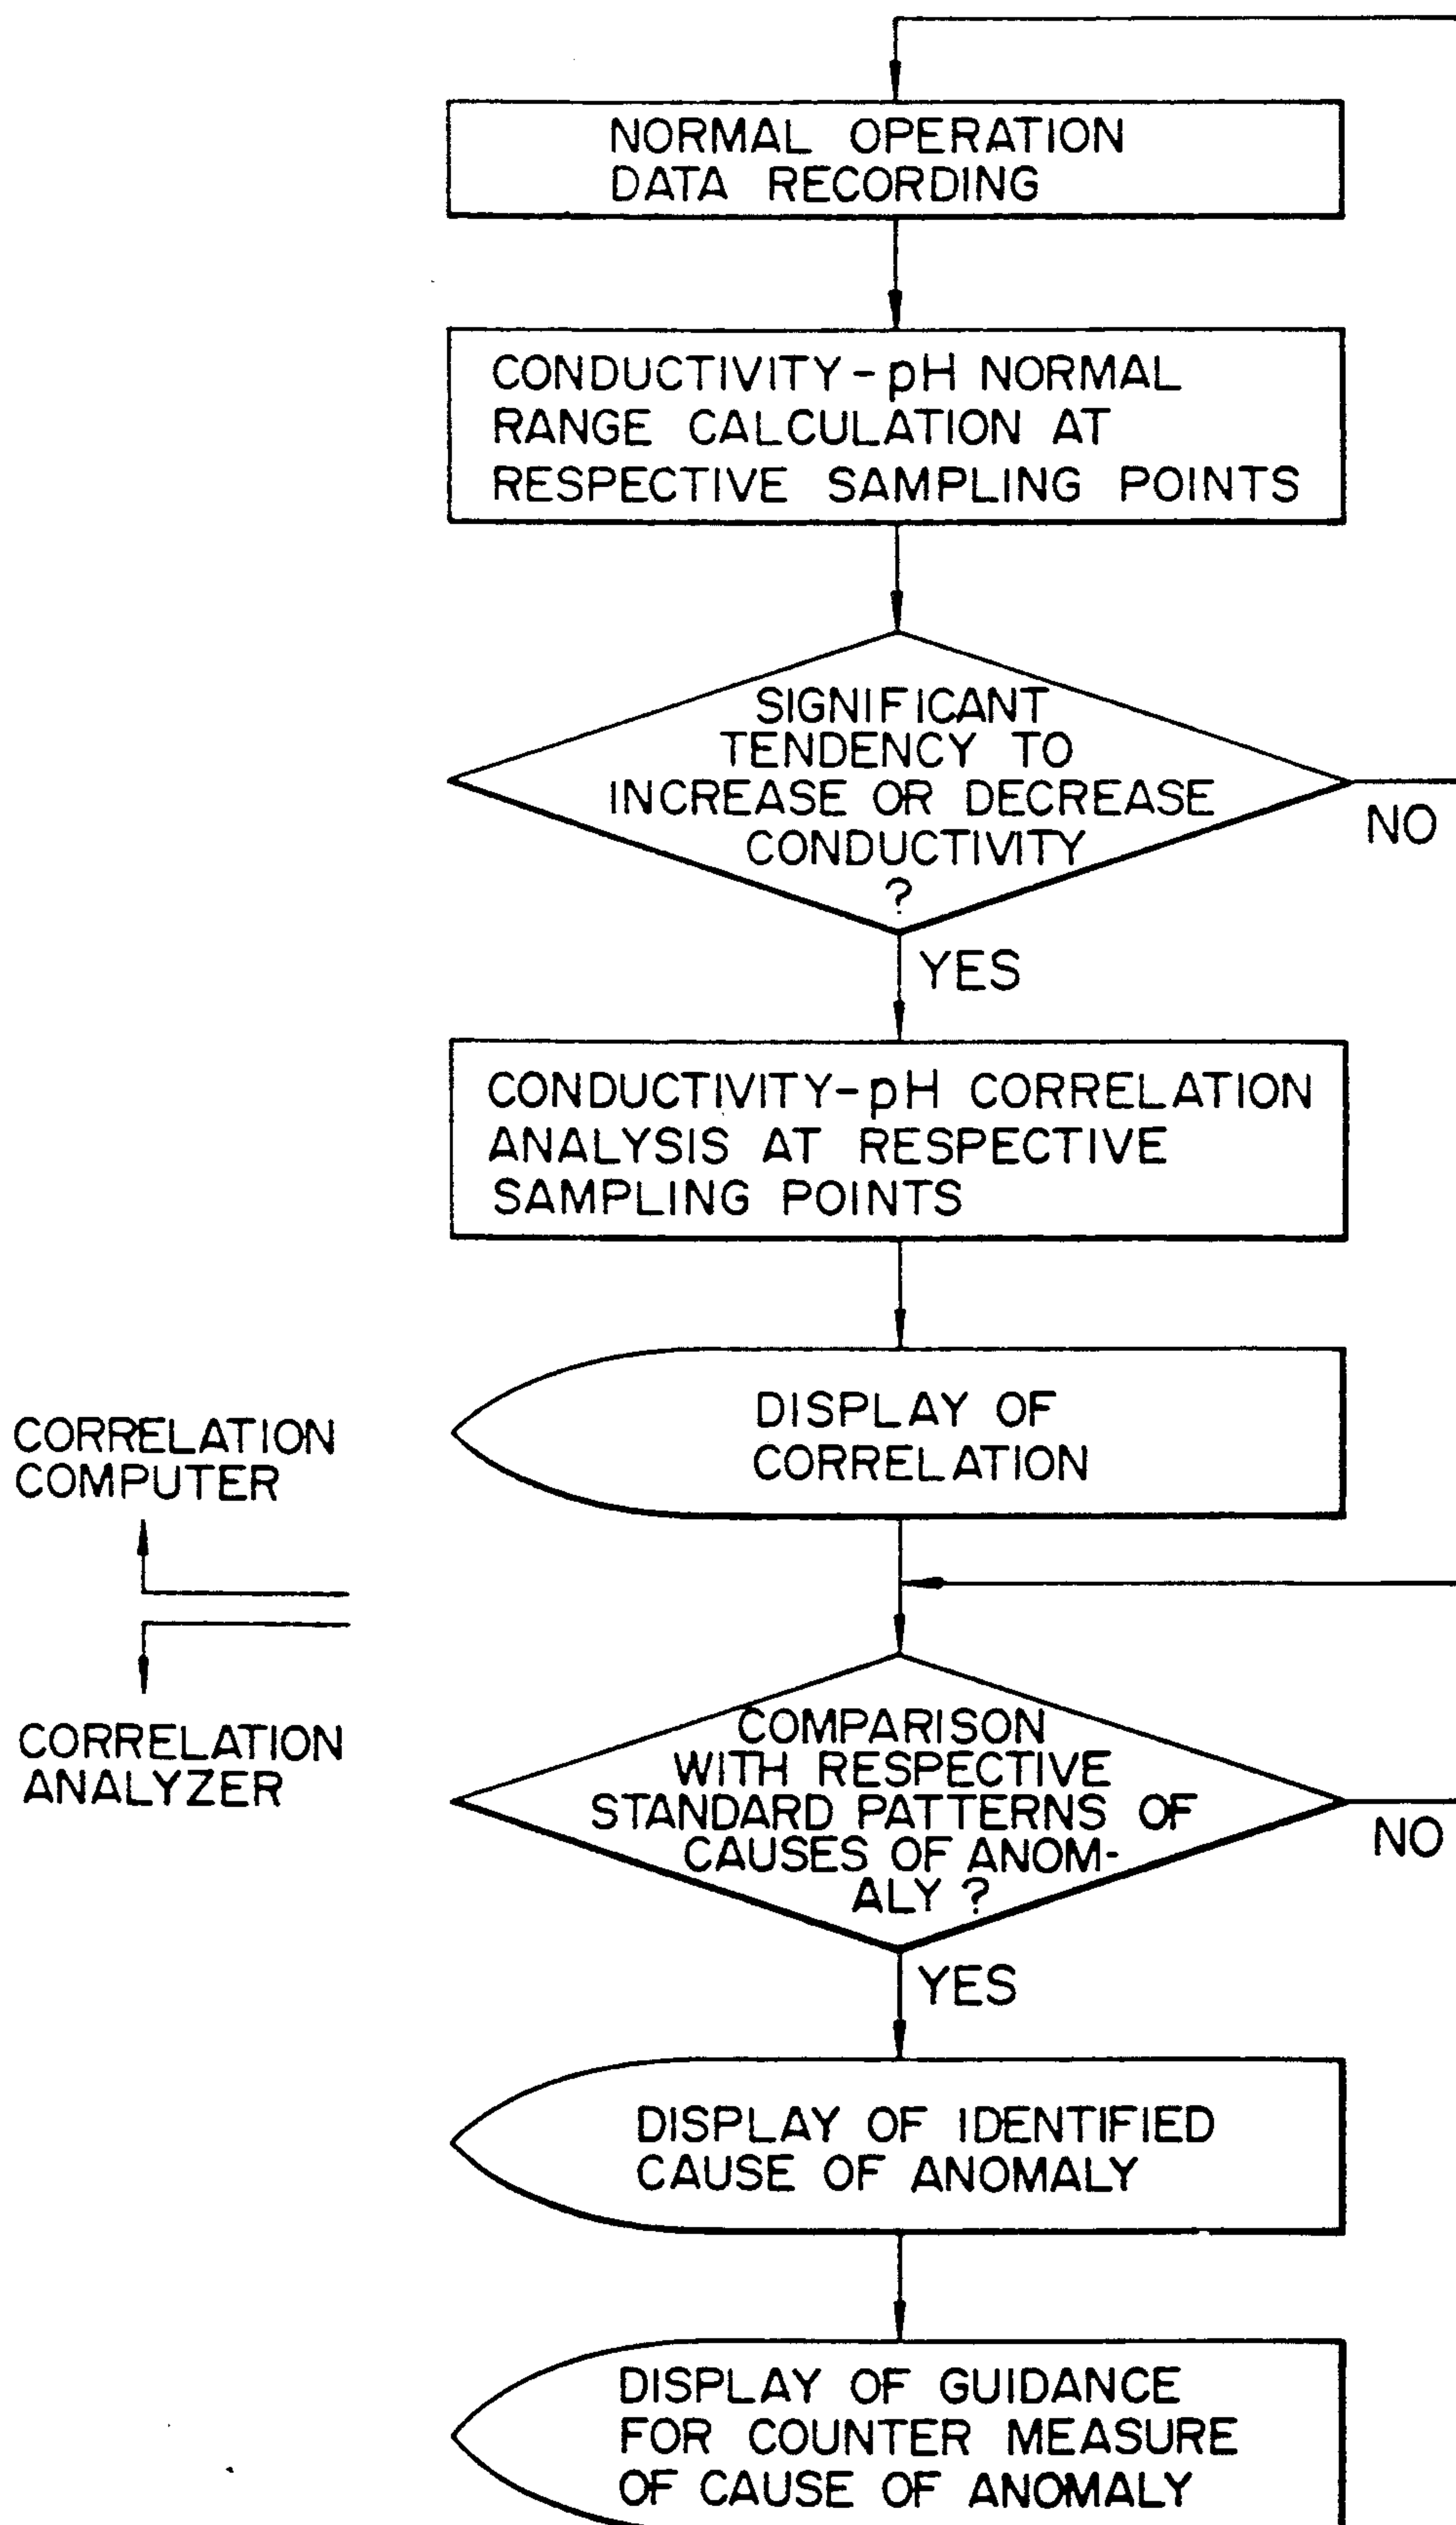 NORMAL OPERATION
DATA RECORDING
CONDUCTIVITY-pH NORMAL
RANGE CALCULATION AT
RESPECTIVE SAMPLING POINTS
SIGNIFICANT
TENDENCY TO
INCREASE OR DECREASE
CONDUCTIVITY
?
NO
YES
CONDUCTIVITY-pH CORRELATION
ANALYSIS AT RESPECTIVE
SAMPLING POINTS
DISPLAY OF
CORRELATION
CORRELATION
COMPUTER
CORRELATION
ANALYZER
COMPARISON
WITH RESPECTIVE
STANDARD PATTERNS OF
CAUSES OF ANOM-
ALY ?
NO
YES
DISPLAY OF IDENTIFIED
CAUSE OF ANOMALY
DISPLAY OF GUIDANCE
FOR COUNTER MEASURE
OF CAUSE OF ANOMALY